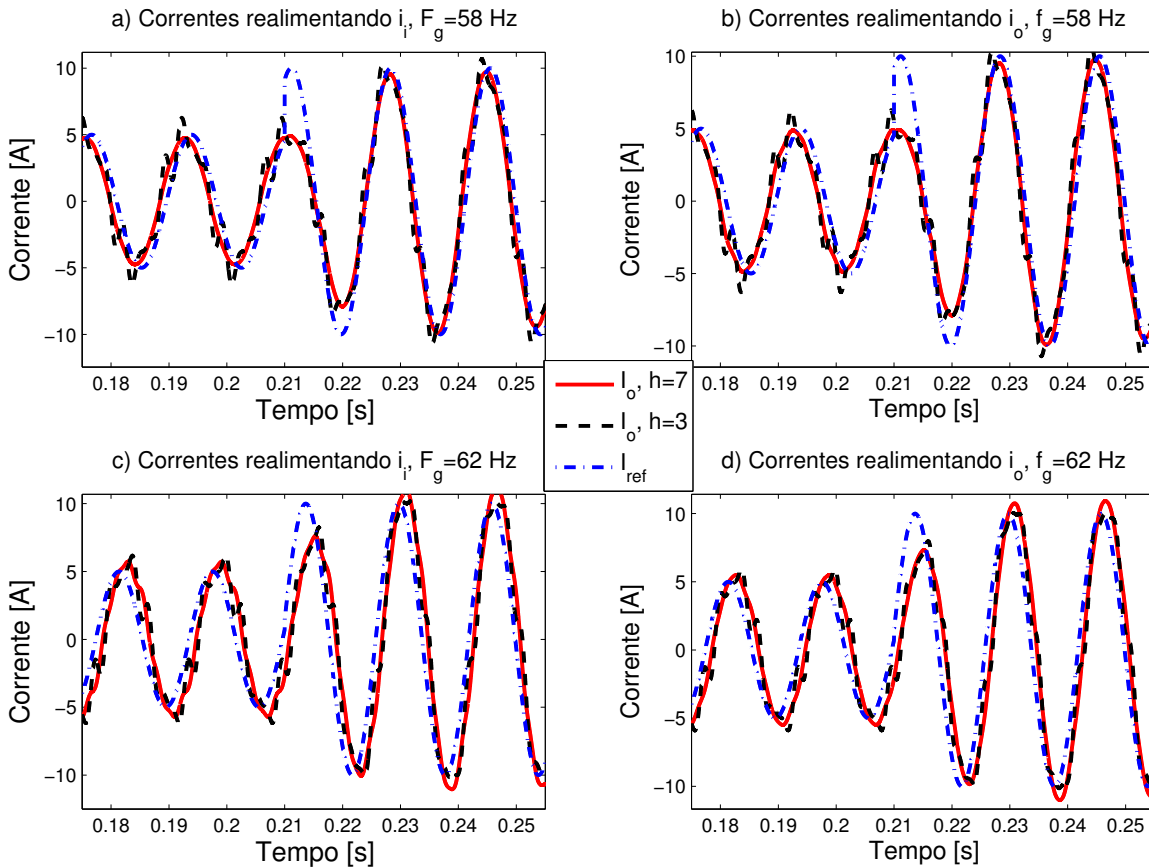 a) Correntes realimentando i_i, F_g=58 Hz
Corrente [A]
10
5
0
−5
−10
0.18 0.19 0.2 0.21 0.22 0.23 0.24 0.25
Tempo [s]
b) Correntes realimentando i_o, f_g=58 Hz
Corrente [A]
10
5
0
−5
−10
0.18 0.19 0.2 0.21 0.22 0.23 0.24 0.25
Tempo [s]
I_o, h=7
I_o, h=3
I_ref
c) Correntes realimentando i_i, F_g=62 Hz
Corrente [A]
10
5
0
−5
−10
0.18 0.19 0.2 0.21 0.22 0.23 0.24 0.25
Tempo [s]
d) Correntes realimentando i_o, f_g=62 Hz
Corrente [A]
10
5
0
−5
−10
0.18 0.19 0.2 0.21 0.22 0.23 0.24 0.25
Tempo [s]